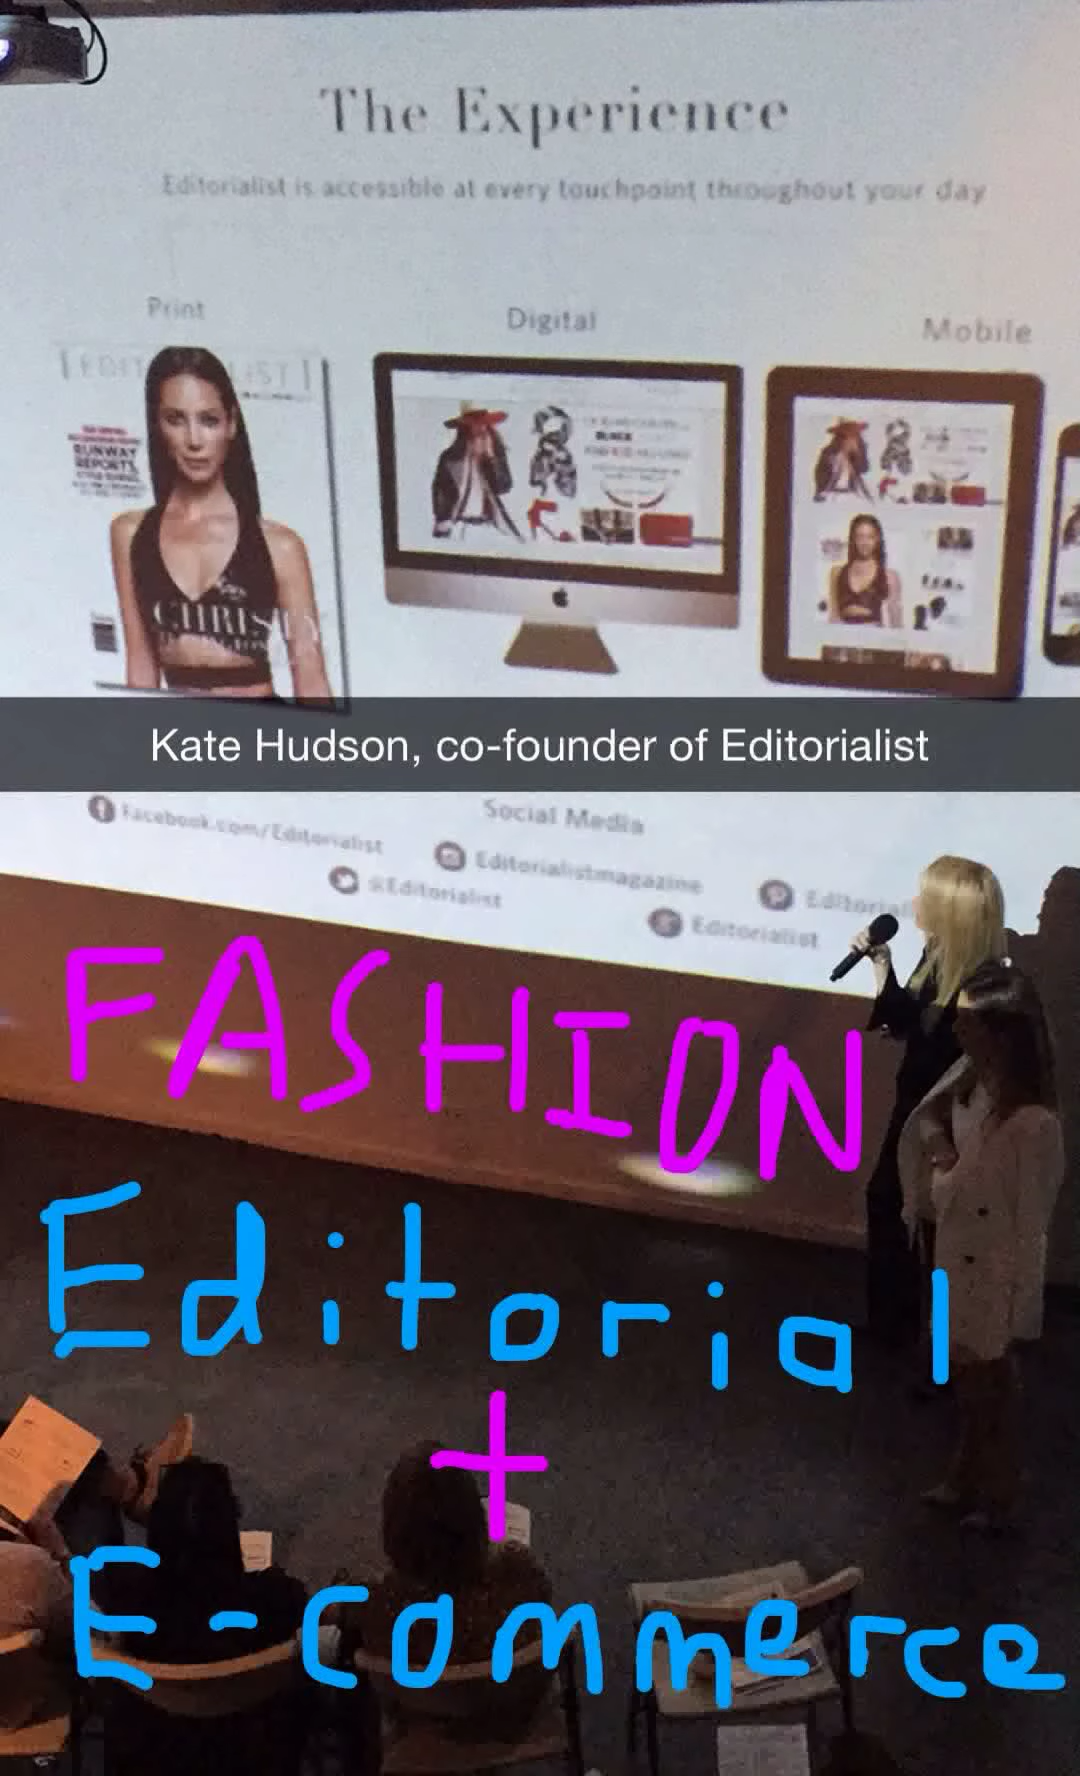 The Experience
Editorialist is accessible at every touchpoint throughout your day
Print
Digital
Mobile
RUNWAY
REPORTS,
BLACK
Kate Hudson, co-founder of Editorialist
Social Media
Facebook.com/Editorialist
Editorialistmagazine
@Editorialist
Editorialist
FASHION
Editorial
+
E-commerce